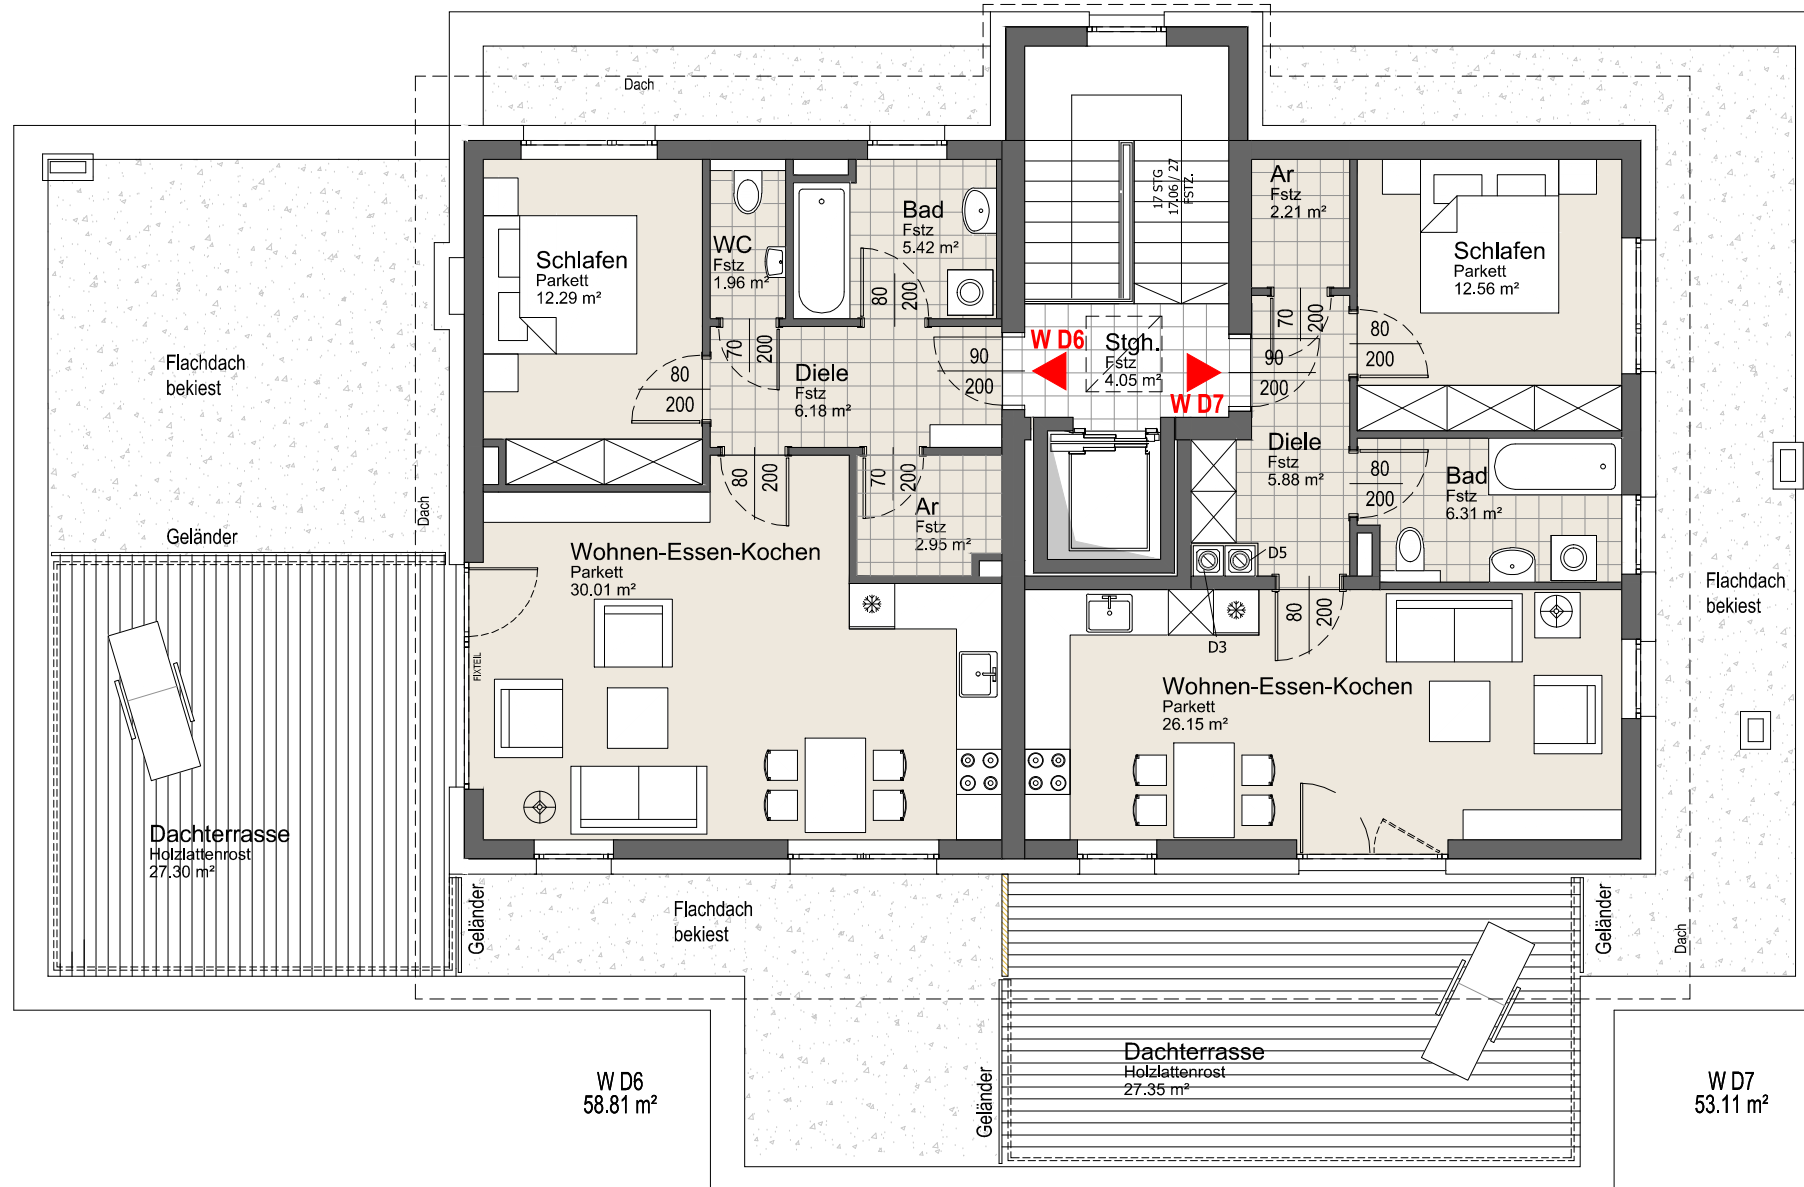 Dach
17 STG
17.06 / 27
FSTZ.
Ar
Fstz
2.21 m²
Schlafen
Parkett
12.29 m²
WC
Fstz
1.96 m²
Bad
Fstz
5.42 m²
Schlafen
Parkett
12.56 m²
80
200
70
200
80
200
70
200
80
200
W D6
Stgh.
Fstz
4.05 m²
W D7
90
200
90
200
Diele
Fstz
6.18 m²
Flachdach
bekiest
Diele
Fstz
5.88 m²
80
200
Bad
Fstz
6.31 m²
80
200
70
200
Ar
Fstz
2.95 m²
Dach
Geländer
Wohnen-Essen-Kochen
Parkett
30.01 m²
D5
D3
80
200
Flachdach
bekiest
FIXTEIL
Wohnen-Essen-Kochen
Parkett
26.15 m²
Dachterrasse
Holzlattenrost
27.30 m²
Geländer
Flachdach
bekiest
Geländer
Dach
Dachterrasse
Holzlattenrost
27.35 m²
Geländer
W D6
58.81 m²
W D7
53.11 m²